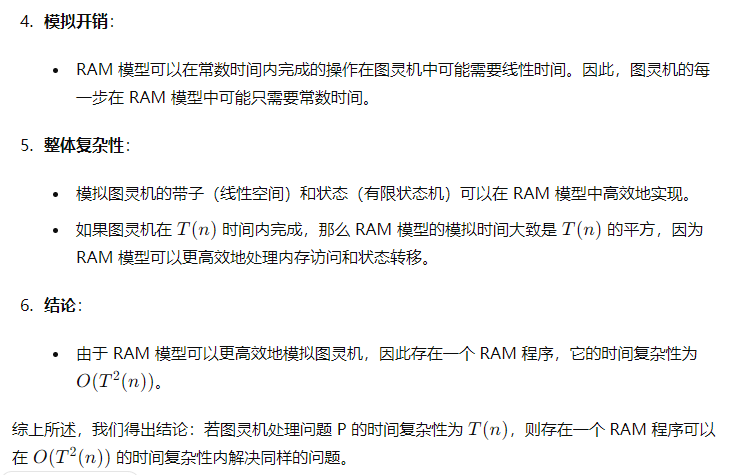 4. 模拟开销：
• RAM 模型可以在常数时间内完成的操作在图灵机中可能需要线性时间。因此，图灵机的每
一步在 RAM 模型中可能只需要常数时间。
5. 整体复杂性：
• 模拟图灵机的带子（线性空间）和状态（有限状态机）可以在 RAM 模型中高效地实现。
• 如果图灵机在 T(n) 时间内完成，那么 RAM 模型的模拟时间大致是 T(n) 的平方，因为
RAM 模型可以更高效地处理内存访问和状态转移。
6. 结论：
• 由于 RAM 模型可以更高效地模拟图灵机，因此存在一个 RAM 程序，它的时间复杂性为
O(T²(n))。
综上所述，我们得出结论：若图灵机处理问题 P 的时间复杂性为 T(n)，则存在一个 RAM 程序可以
在 O(T²(n)) 的时间复杂性内解决同样的问题。